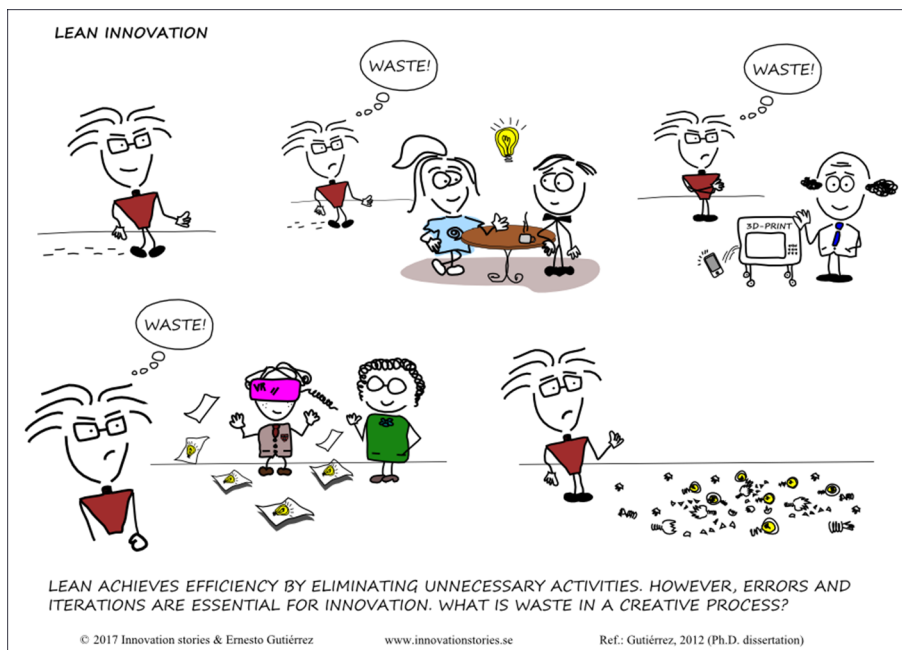 LEAN INNOVATION
WASTE!
WASTE!
3D-PRINT
WASTE!
VR
LEAN ACHIEVES EFFICIENCY BY ELIMINATING UNNECESSARY ACTIVITIES. HOWEVER, ERRORS AND
ITERATIONS ARE ESSENTIAL FOR INNOVATION. WHAT IS WASTE IN A CREATIVE PROCESS?
© 2017 Innovation stories & Ernesto Gutiérrez www.innovationstories.se Ref.: Gutiérrez, 2012 (Ph.D. dissertation)